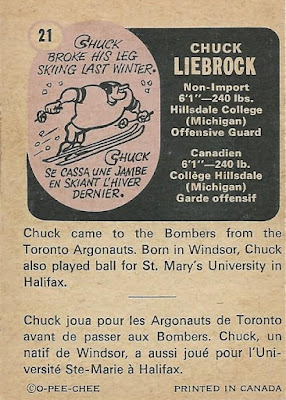 21
CHUCK
BROKE HIS LEG
SKIING LAST WINTER.
CHUCK
SE CASSA UNE JAMBE
EN SKIANT L'HIVER
DERNIER.
CHUCK
LIEBROCK
Non-Import
6'1"—240 lbs.
Hillsdale College
(Michigan)
Offensive Guard
Canadien
6'1"—240 lb.
Collège Hillsdale
(Michigan)
Garde offensif
Chuck came to the Bombers from the
Toronto Argonauts. Born in Windsor, Chuck
also played ball for St. Mary's University in
Halifax.
Chuck joua pour les Argonauts de Toronto
avant de passer aux Bombers. Chuck, un
natif de Windsor, a aussi joué pour l'Uni-
versité Ste-Marie à Halifax.
©O-PEE-CHEE PRINTED IN CANADA